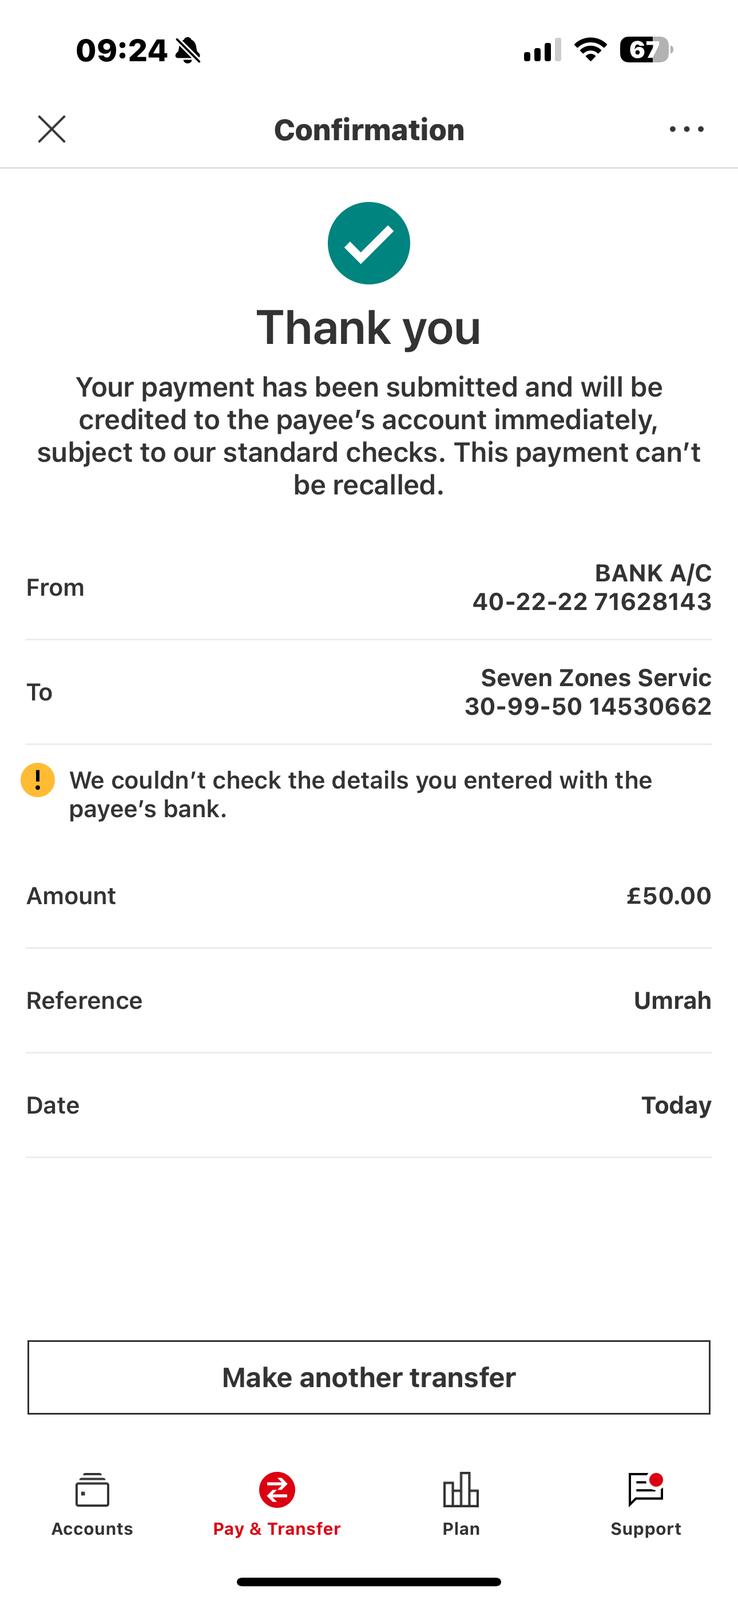 09:24
67
Confirmation
Thank you
Your payment has been submitted and will be
credited to the payee's account immediately,
subject to our standard checks. This payment can't
be recalled.
From
BANK A/C
40-22-22 71628143
To
Seven Zones Servic
30-99-50 14530662
We couldn't check the details you entered with the
payee's bank.
Amount
£50.00
Reference
Umrah
Date
Today
Make another transfer
Accounts
Pay & Transfer
Plan
Support